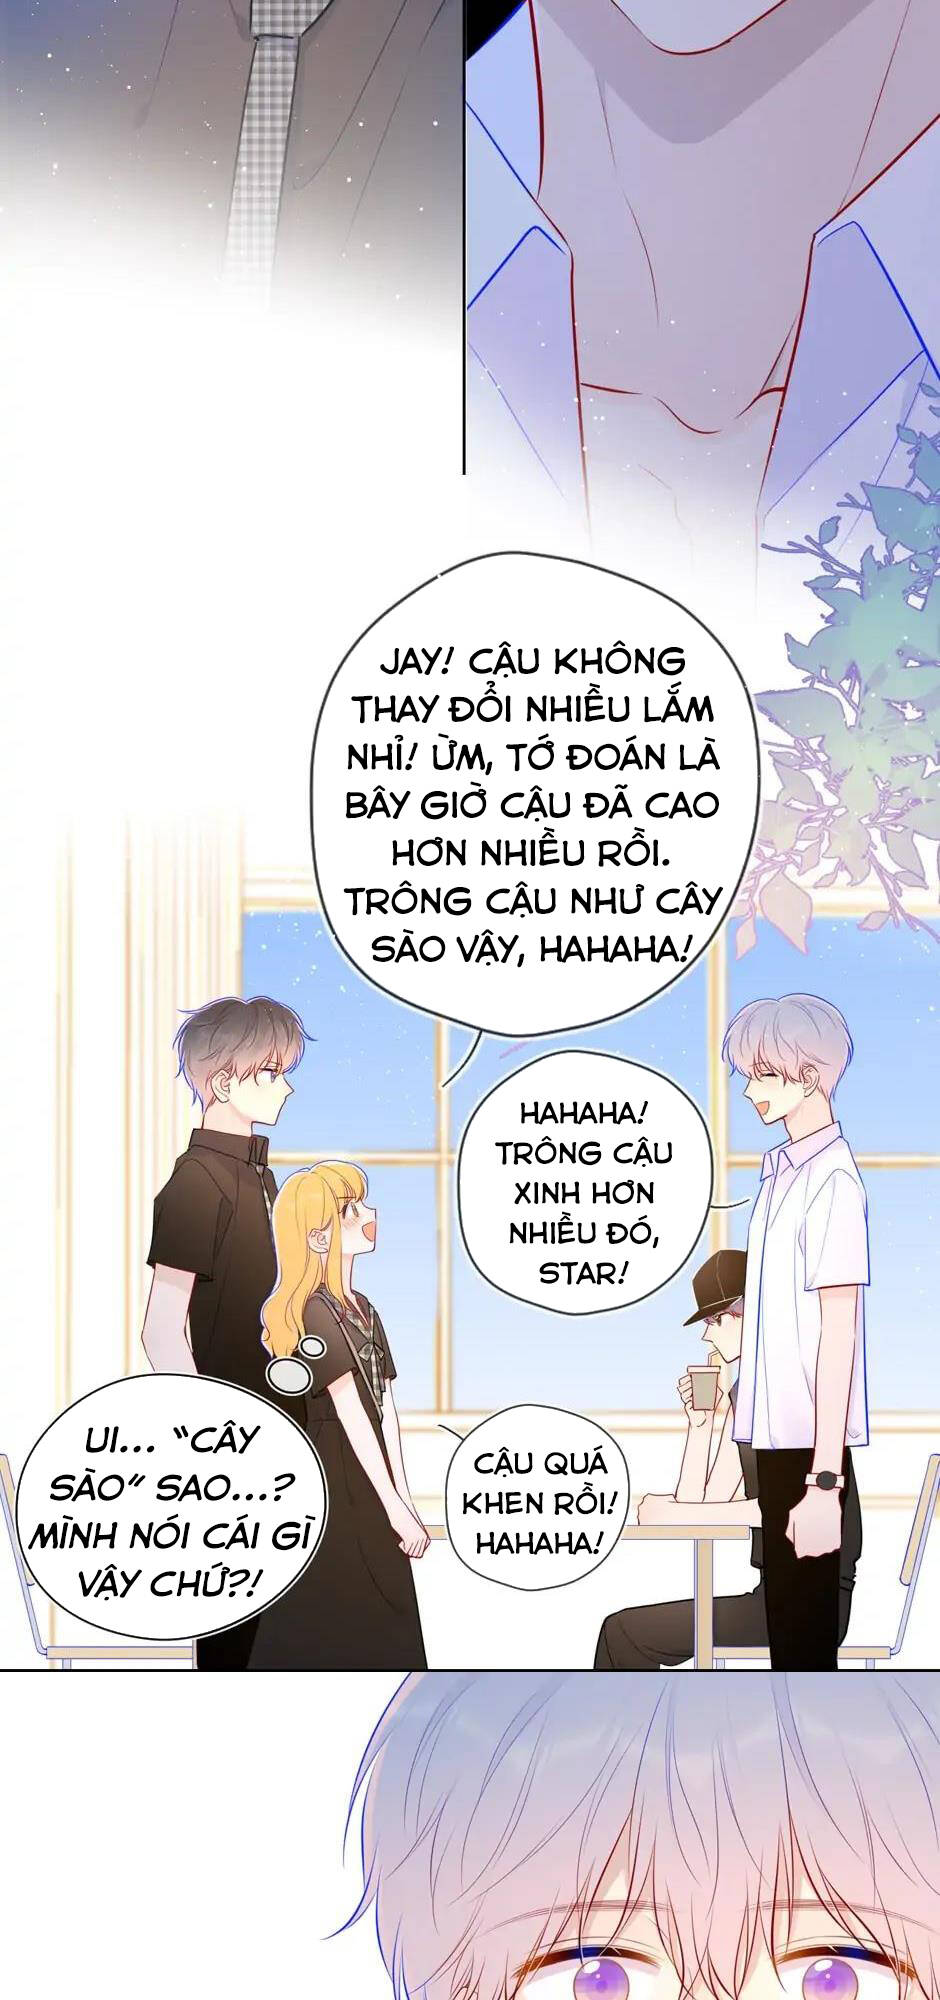 JAY! CẬU KHÔNG
THAY ĐỔI NHIỀU LẮM
NHỈ! ỪM, TỚ ĐOÁN LÀ
BÂY GIỜ CẬU ĐÃ CAO
HƠN NHIỀU RỒI.
TRÔNG CẬU NHƯ CÂY
SÀO VẬY, HAHAHA!
HAHAHA!
TRÔNG CẬU
XINH HƠN
NHIỀU ĐÓ,
STAR!
UI... "CÂY
SÀO" SAO...?
MÌNH NÓI CÁI GÌ
VẬY CHỨ?!
CẬU QUÁ
KHEN RỒI!
HAHAHA!